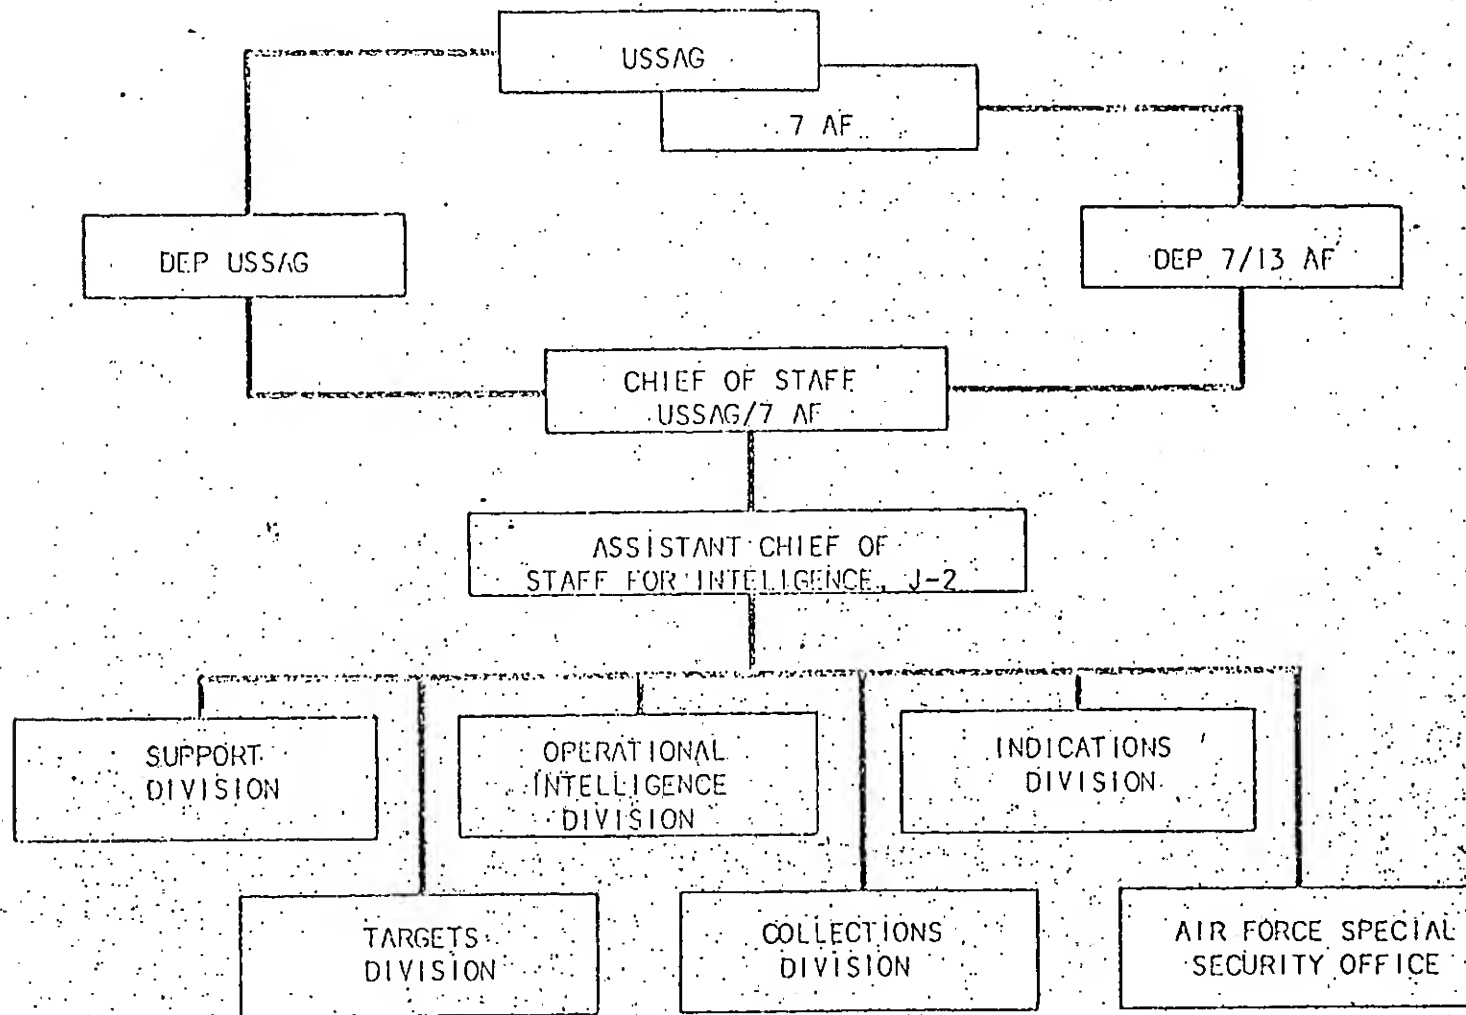 USSAG
7 AF
DEP USSAG
DEP 7/13 AF
CHIEF OF STAFF
USSAG/7 AF
ASSISTANT CHIEF OF
STAFF FOR INTELLIGENCE, J-2
SUPPORT
DIVISION
OPERATIONAL
INTELLIGENCE
DIVISION
INDICATIONS
DIVISION
TARGETS
DIVISION
COLLECTIONS
DIVISION
AIR FORCE SPECIAL
SECURITY OFFICE